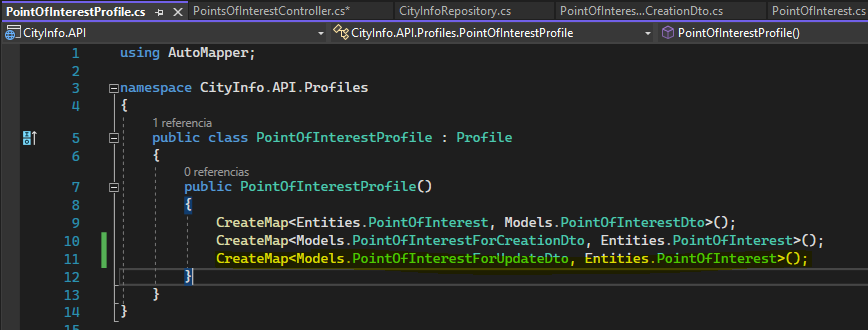 PointOfInterestProfile.cs PointsOfInterestController.cs* CityInfoRepository.cs PointOfInteres...CreationDto.cs PointOfInterest.cs
CityInfo.API CityInfo.API.Profiles.PointOfInterestProfile PointOfInterestProfile()
1 using AutoMapper;
2
3 namespace CityInfo.API.Profiles
4 {
1 referencia
5 public class PointOfInterestProfile : Profile
6 {
0 referencias
7 public PointOfInterestProfile()
8 {
9 CreateMap<Entities.PointOfInterest, Models.PointOfInterestDto>();
10 CreateMap<Models.PointOfInterestForCreationDto, Entities.PointOfInterest>();
11 CreateMap<Models.PointOfInterestForUpdateDto, Entities.PointOfInterest>();
12 }
13 }
14 }
15